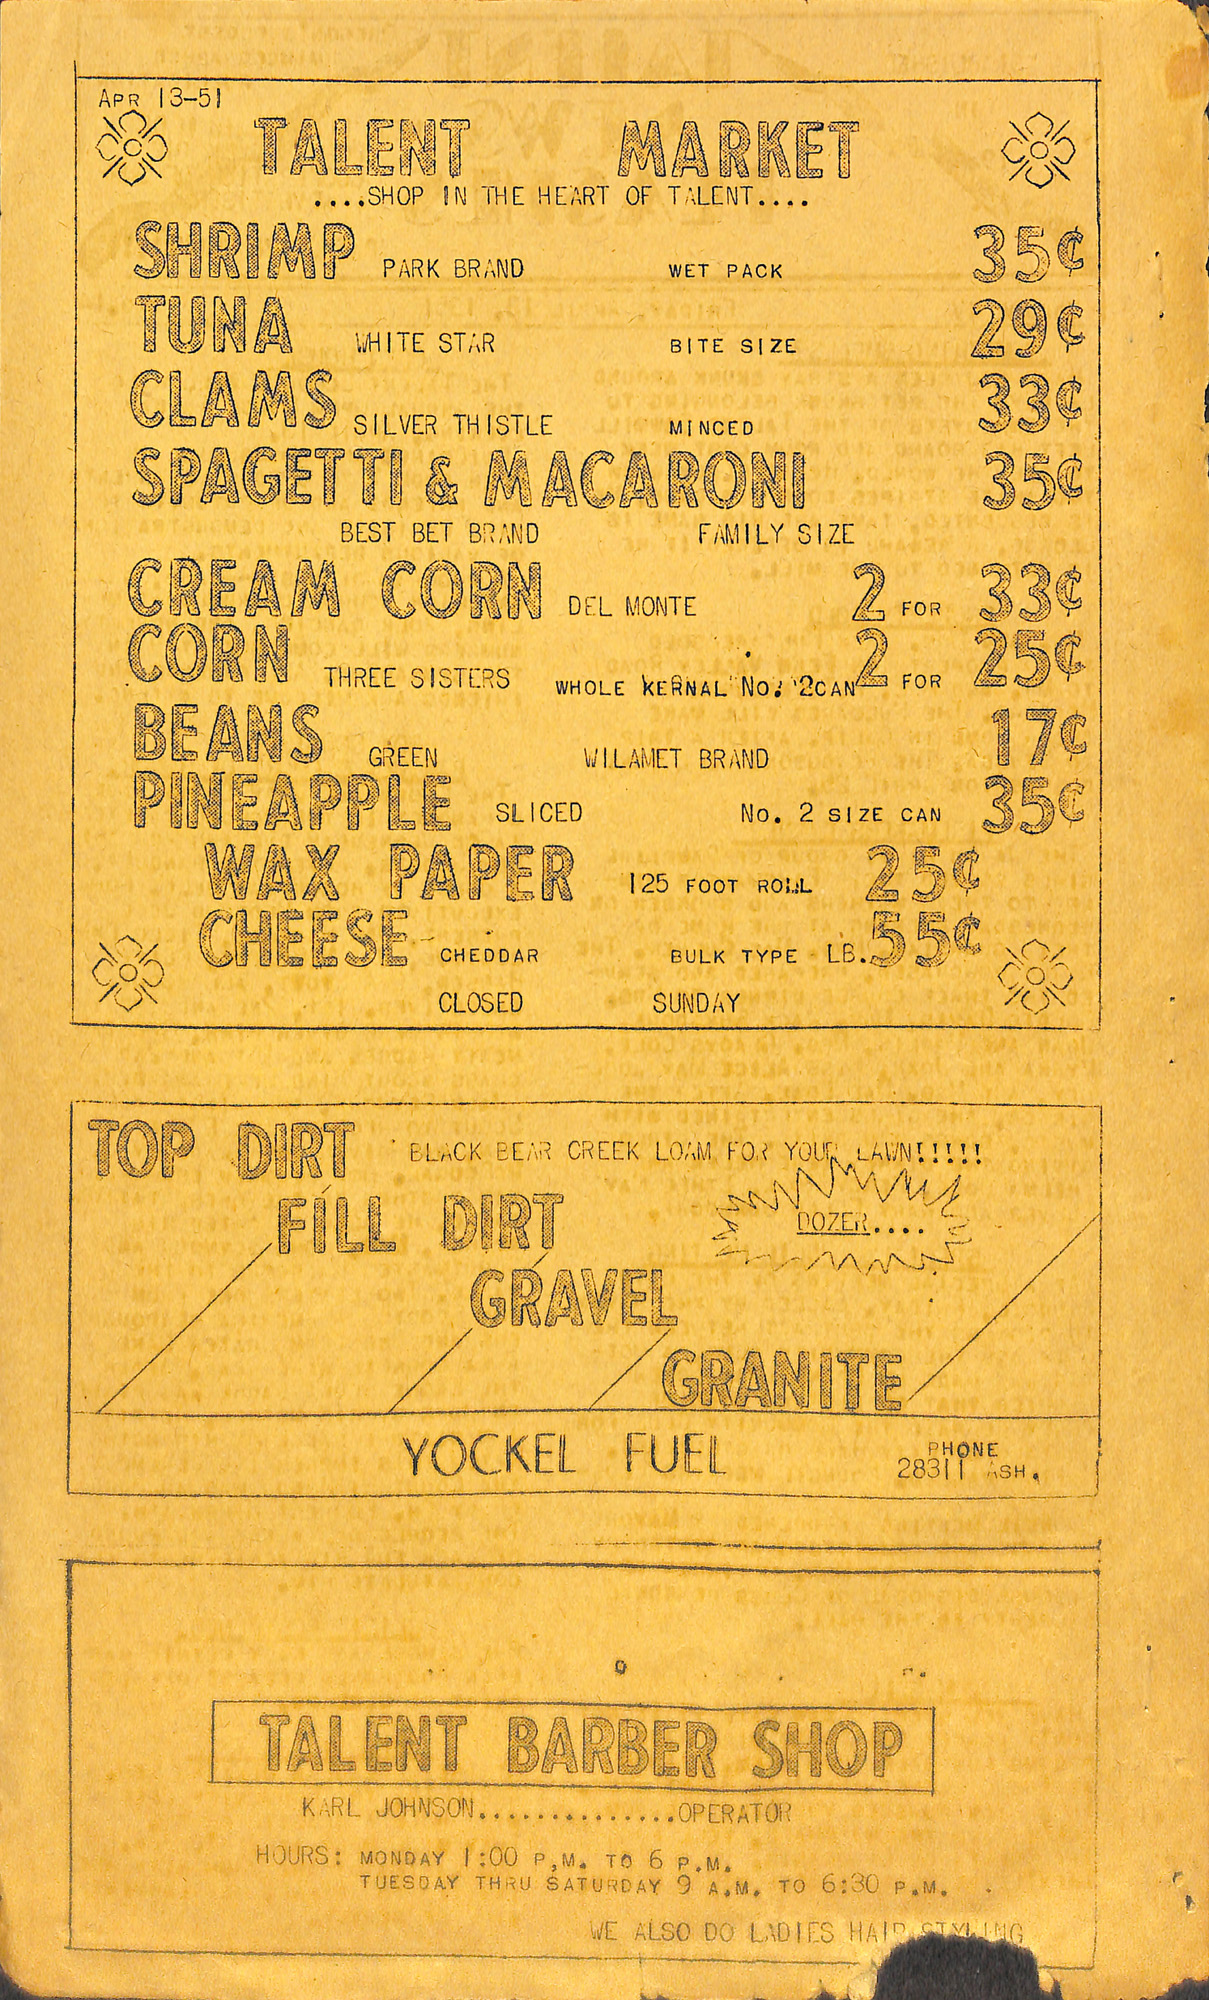 APR 13-51
TALENT MARKET
....SHOP IN THE HEART OF TALENT....
SHRIMP PARK BRAND WET PACK 35¢
TUNA WHITE STAR BITE SIZE 29¢
CLAMS SILVER THISTLE MINCED 33¢
SPAGETTI & MACARONI 35¢
BEST BET BRAND FAMILY SIZE
CREAM CORN DEL MONTE 2 FOR 33¢
CORN THREE SISTERS WHOLE KERNAL No. 2CAN 2 FOR 25¢
BEANS GREEN WILAMET BRAND 17¢
PINEAPPLE SLICED No. 2 SIZE CAN 35¢
WAX PAPER 125 FOOT ROLL 25¢
CHEESE CHEDDAR BULK TYPE LB. 55¢
CLOSED SUNDAY
TOP DIRT BLACK BEAR CREEK LOAM FOR YOUR LAWN!!!!!
FILL DIRT DOZER....
GRAVEL
GRANITE
YOCKEL FUEL PHONE
28311 ASH.
TALENT BARBER SHOP
KARL JOHNSON..............OPERATOR
HOURS: MONDAY 1:00 P.M. TO 6 P.M.
TUESDAY THRU SATURDAY 9 A.M. TO 6:30 P.M.
WE ALSO DO LADIES HAIR STYLING